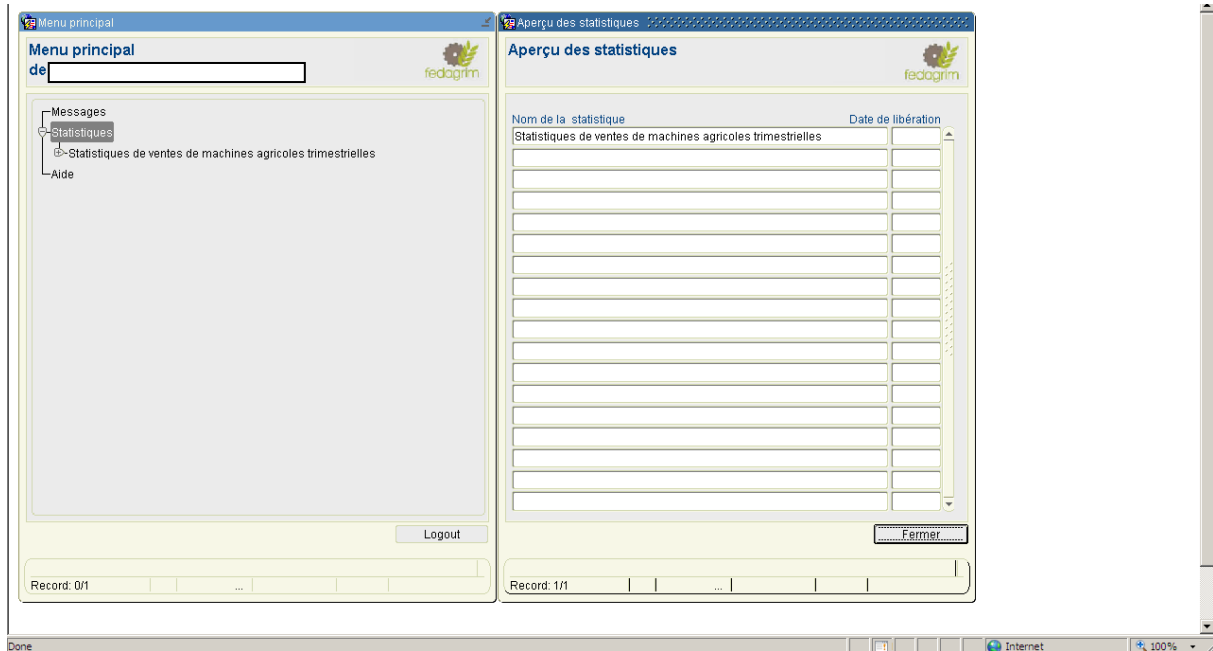 Menu principal
Menu principal
de
fedagrim
Messages
Statistiques
Statistiques de ventes de machines agricoles trimestrielles
Aide
Logout
Record: 0/1
...
Aperçu des statistiques
Aperçu des statistiques
fedagrim
Nom de la statistique
Date de libération
Statistiques de ventes de machines agricoles trimestrielles
Fermer
Record: 1/1
...
Done
Internet
100%